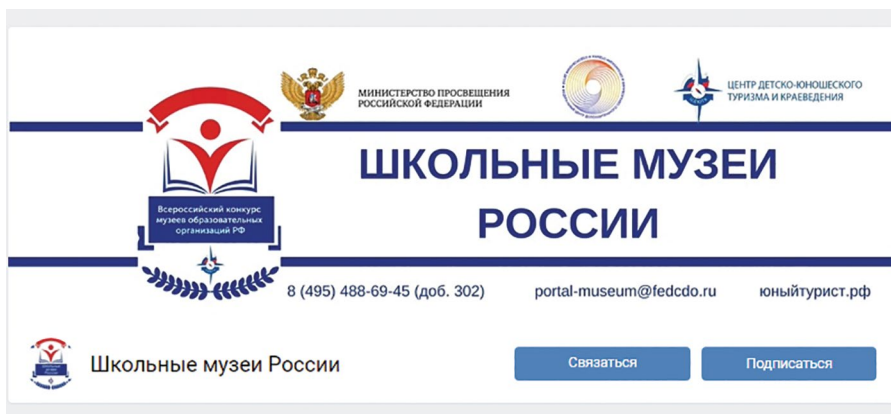 МИНИСТЕРСТВО ПРОСВЕЩЕНИЯ
РОССИЙСКОЙ ФЕДЕРАЦИИ
ЦЕНТР ДЕТСКО-ЮНОШЕСКОГО
ТУРИЗМА И КРАЕВЕДЕНИЯ
ШКОЛЬНЫЕ МУЗЕИ
РОССИИ
Всероссийский конкурс
музеев образовательных
организаций РФ
8 (495) 488-69-45 (доб. 302)
portal-museum@fedcdo.ru
юныйтурист.рф
Школьные музеи России
Связаться
Подписаться